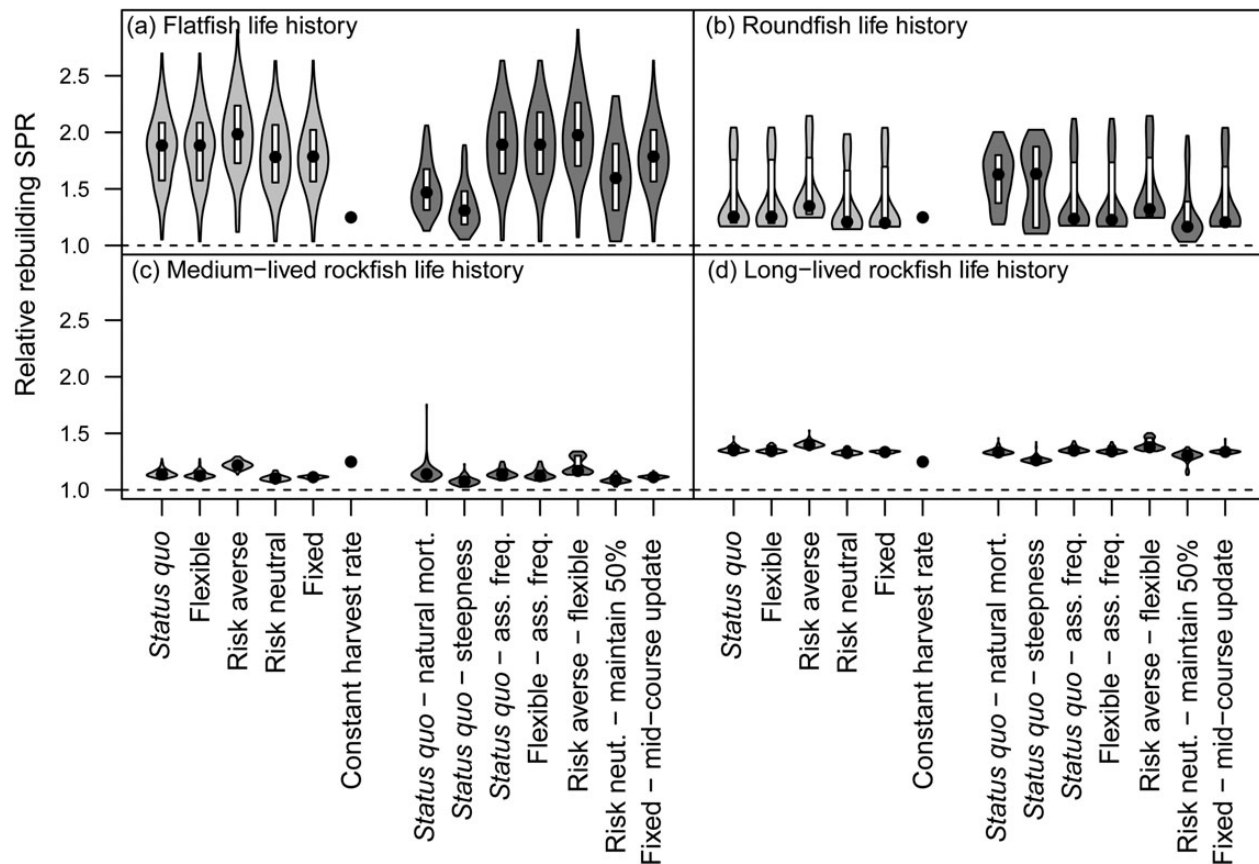 (a) Flatfish life history
(b) Roundfish life history
(c) Medium−lived rockfish life history
(d) Long−lived rockfish life history
Relative rebuilding SPR
2.5
2.0
1.5
1.0
2.5
2.0
1.5
1.0
Status quo
Flexible
Risk averse
Risk neutral
Fixed
Constant harvest rate
Status quo − natural mort.
Status quo − steepness
Status quo − ass. freq.
Flexible − ass. freq.
Risk averse − flexible
Risk neut. − maintain 50%
Fixed − mid−course update
Status quo
Flexible
Risk averse
Risk neutral
Fixed
Constant harvest rate
Status quo − natural mort.
Status quo − steepness
Status quo − ass. freq.
Flexible − ass. freq.
Risk averse − flexible
Risk neut. − maintain 50%
Fixed − mid−course update